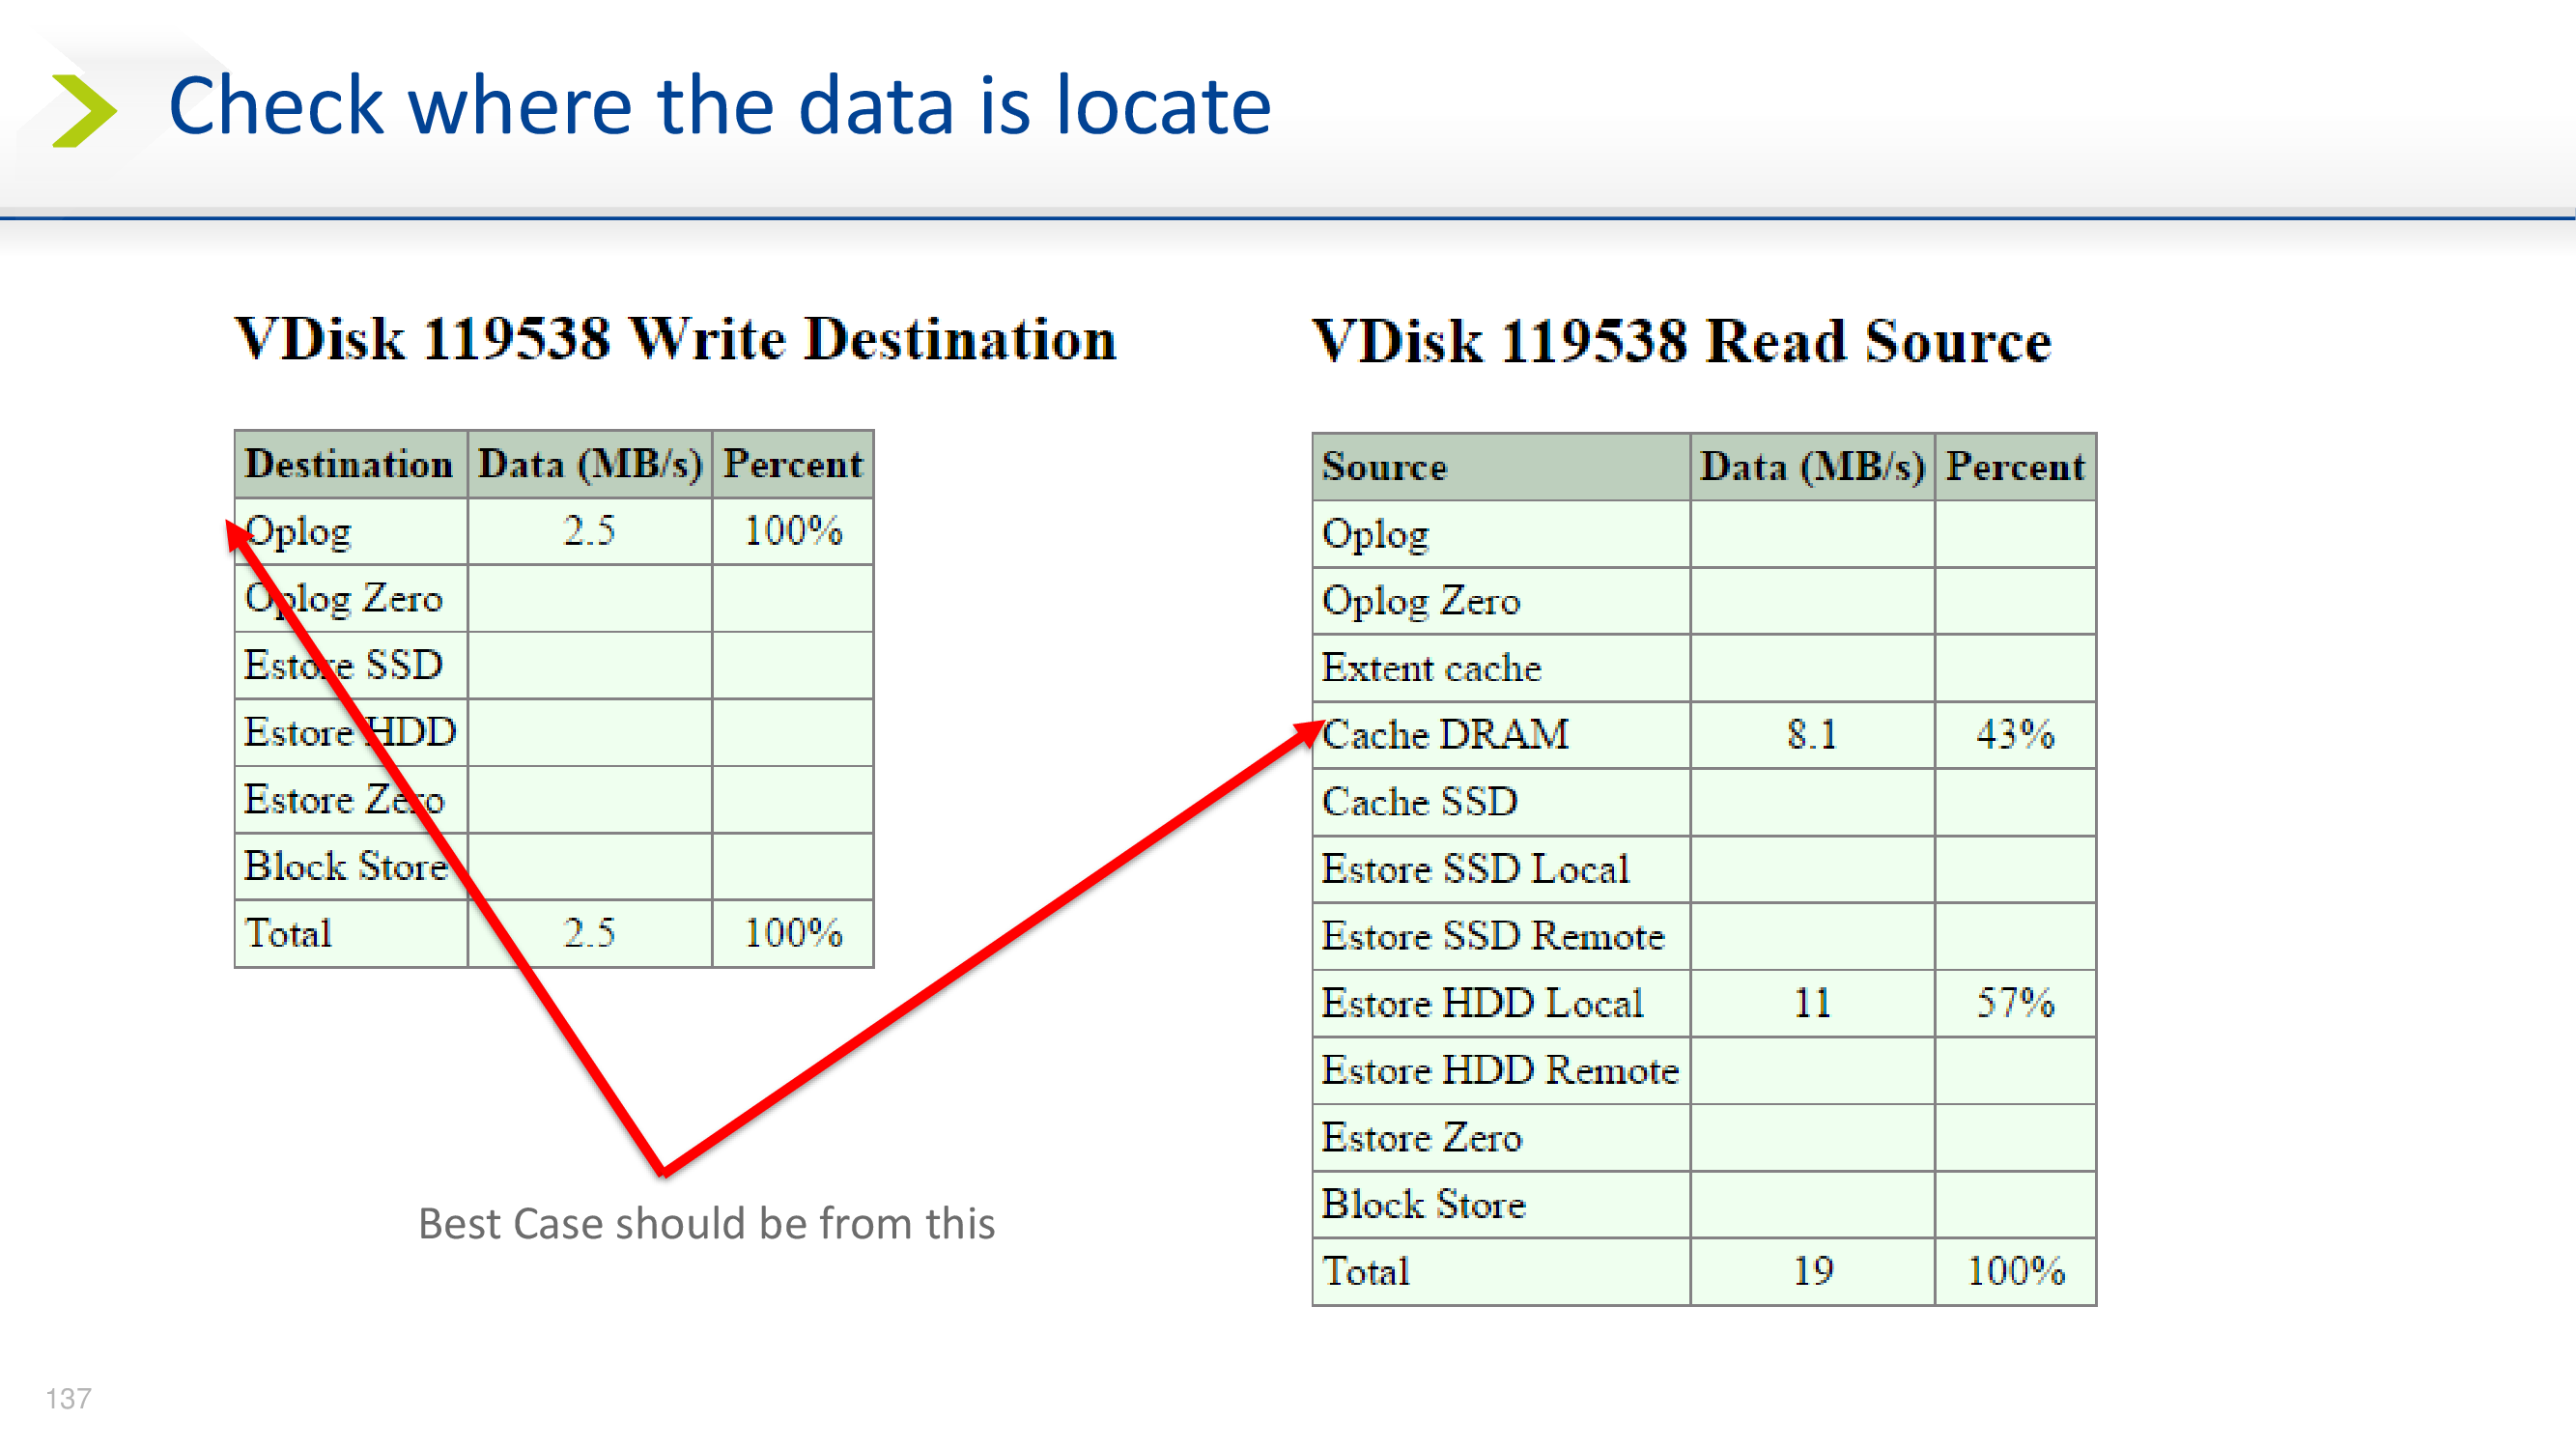 Check where the data is locate
VDisk 119538 Write Destination
Destination Data (MB/s) Percent
Oplog 2.5 100%
Oplog Zero
Estore SSD
Estore HDD
Estore Zero
Block Store
Total 2.5 100%
VDisk 119538 Read Source
Source Data (MB/s) Percent
Oplog
Oplog Zero
Extent cache
Cache DRAM 8.1 43%
Cache SSD
Estore SSD Local
Estore SSD Remote
Estore HDD Local 11 57%
Estore HDD Remote
Estore Zero
Block Store
Total 19 100%
Best Case should be from this
137